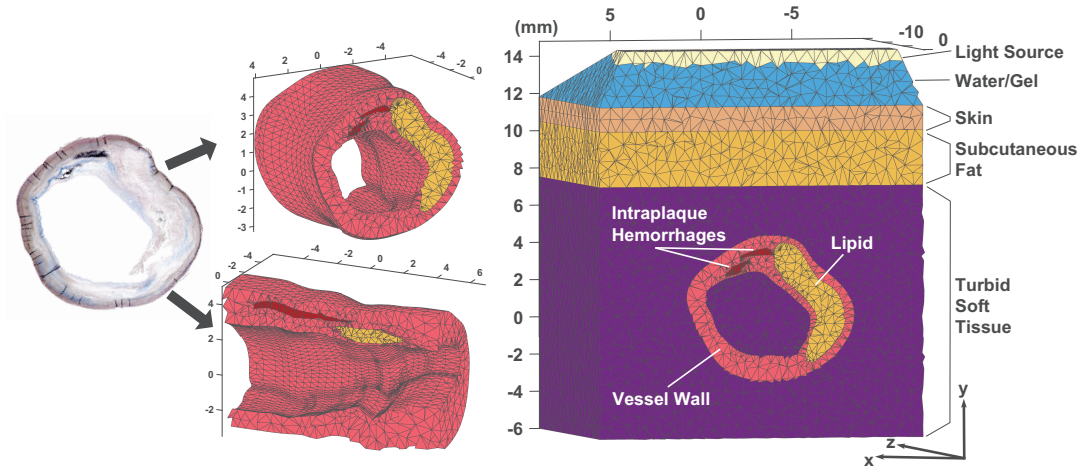 4
2
0
-2
-4
0
-2
-4
4
3
2
1
0
-1
-2
-3
-4
-2
0
2
4
6
0
-2
4
2
0
-2
(mm)
5
0
-5
-10
0
14
12
10
8
6
4
2
0
-2
-4
-6
Light Source
Water/Gel
Skin
Subcutaneous
Fat
Intraplaque
Hemorrhages
Lipid
Turbid
Soft
Tissue
Vessel Wall
y
z
x